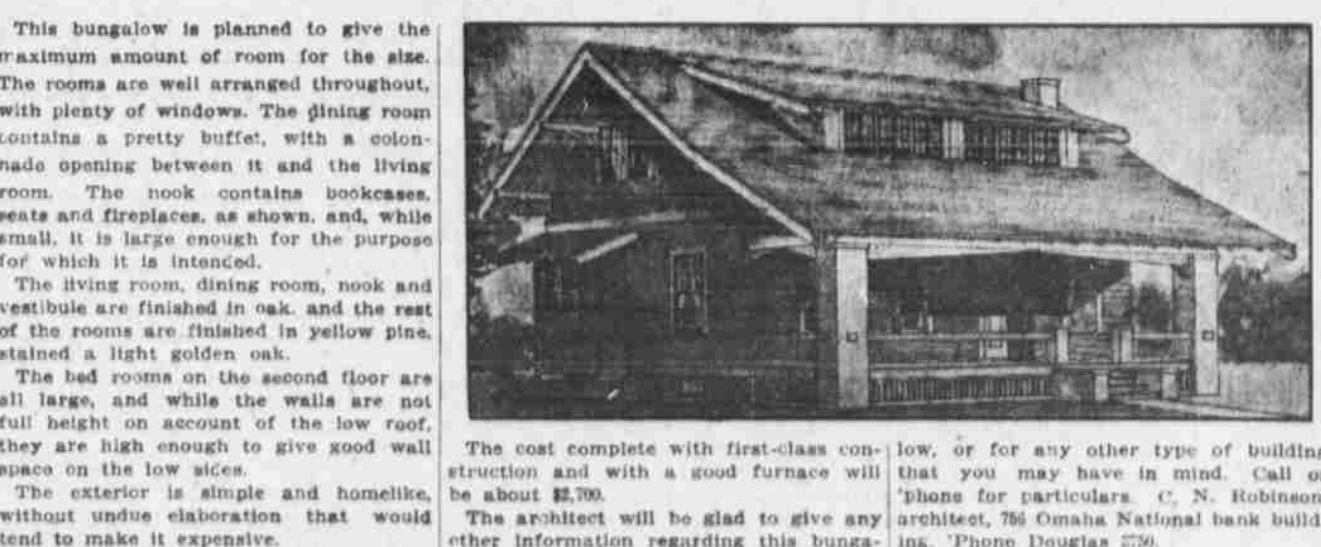 This bungalow is planned to give the
maximum amount of room for the size.
The rooms are well arranged throughout,
with plenty of windows. The dining room
contains a pretty buffet, with a colon-
nade opening between it and the living
room. The nook contains bookcases,
seats and fireplaces, as shown, and, while
small, it is large enough for the purpose
for which it is intended.
The living room, dining room, nook and
vestibule are finished in oak, and the rest
of the rooms are finished in yellow pine,
stained a light golden oak.
The bed rooms on the second floor are
all large, and while the walls are not
full height on account of the low roof,
they are high enough to give good wall
space on the low sides.
The exterior is simple and homelike,
without undue elaboration that would
tend to make it expensive.
The cost complete with first-class con-
struction and with a good furnace will
be about $2,700.
The architect will be glad to give any
other information regarding this bunga-
low, or for any other type of building
that you may have in mind. Call or
'phone for particulars. C. N. Robinson,
architect, 756 Omaha National bank build-
ing. 'Phone Douglas 2750.